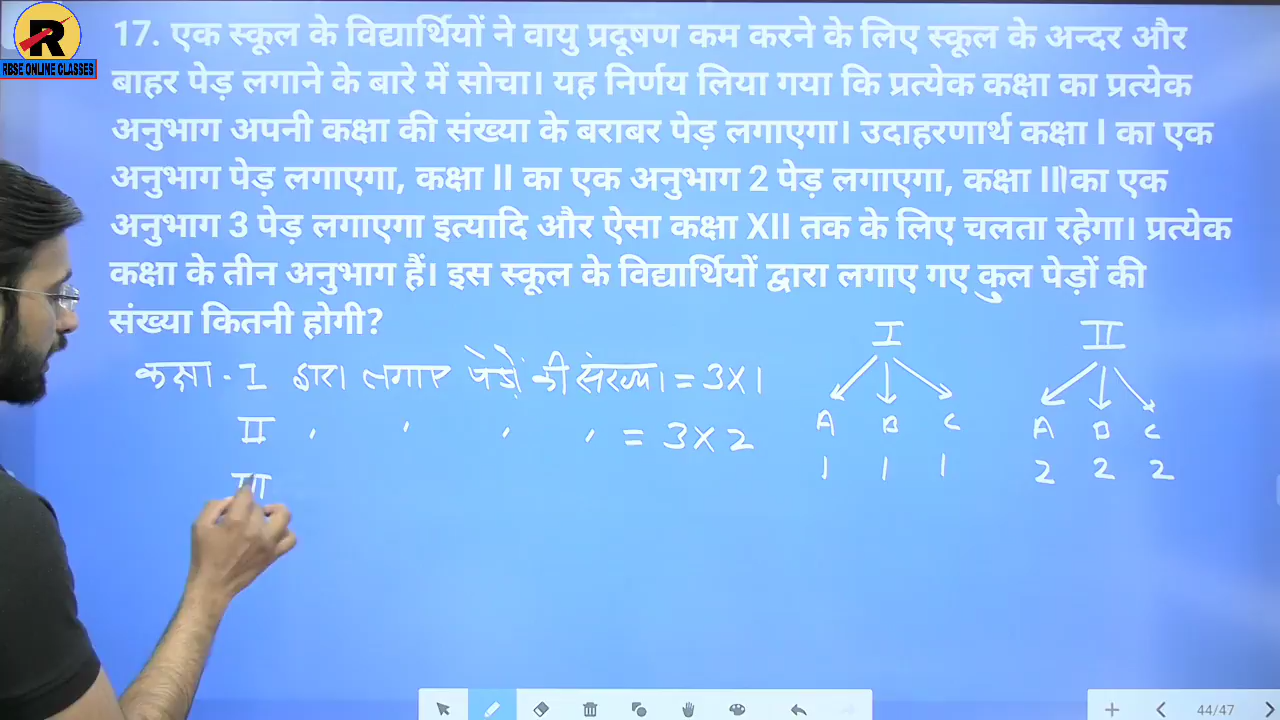 R
RBSE ONLINE CLASSES
17. एक स्कूल के विद्यार्थियों ने वायु प्रदूषण कम करने के लिए स्कूल के अन्दर और
बाहर पेड़ लगाने के बारे में सोचा। यह निर्णय लिया गया कि प्रत्येक कक्षा का प्रत्येक
अनुभाग अपनी कक्षा की संख्या के बराबर पेड़ लगाएगा। उदाहरणार्थ कक्षा I का एक
अनुभाग पेड़ लगाएगा, कक्षा II का एक अनुभाग 2 पेड़ लगाएगा, कक्षा III का एक
अनुभाग 3 पेड़ लगाएगा इत्यादि और ऐसा कक्षा XII तक के लिए चलता रहेगा। प्रत्येक
कक्षा के तीन अनुभाग हैं। इस स्कूल के विद्यार्थियों द्वारा लगाए गए कुल पेड़ों की
संख्या कितनी होगी?
कक्षा - I द्वारा लगाए पेड़ों की संख्या = 3×1
II , , , , = 3×2
III
I
A B C
1 1 1
II
A B C
2 2 2
44/47